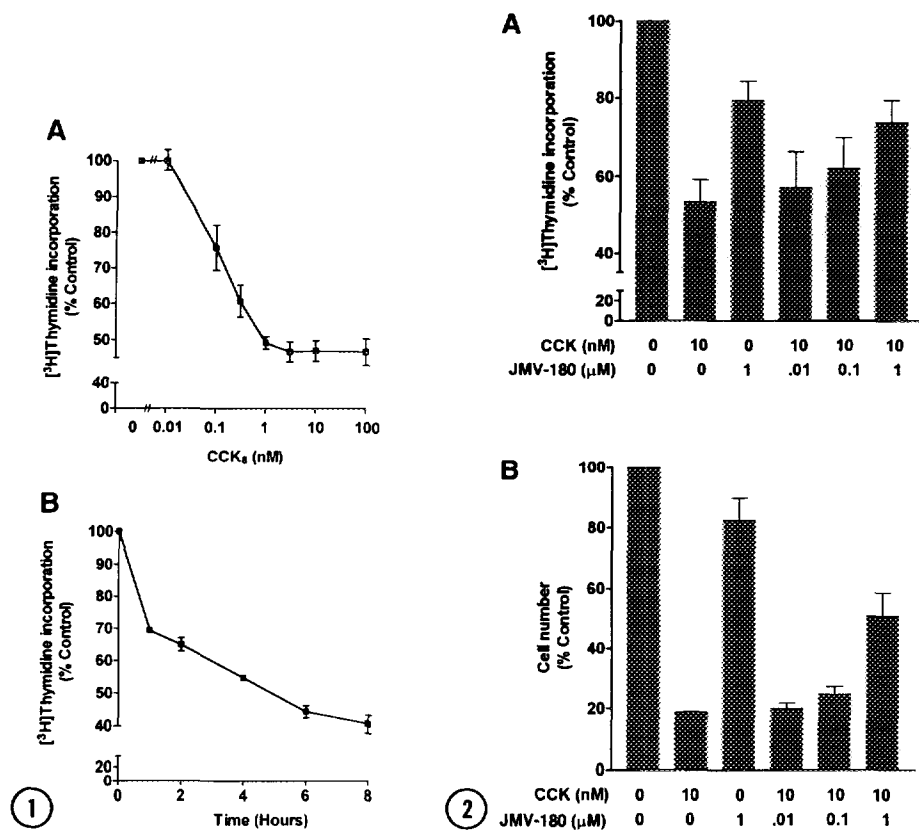 A
[³H]Thymidine incorporation
(% Control)
100
90
80
70
60
50
40
0
0 0.01 0.1 1 10 100
CCK₈ (nM)
B
[³H]Thymidine incorporation
(% Control)
100
90
80
70
60
50
40
20
0
0 2 4 6 8
Time (Hours)
1
A
[³H]Thymidine incorporation
(% Control)
100
80
60
40
20
0
CCK (nM) 0 10 0 10 10 10
JMV-180 (μM) 0 0 1 .01 0.1 1
B
Cell number
(% Control)
100
80
60
40
20
0
CCK (nM) 0 10 0 10 10 10
JMV-180 (μM) 0 0 1 .01 0.1 1
2